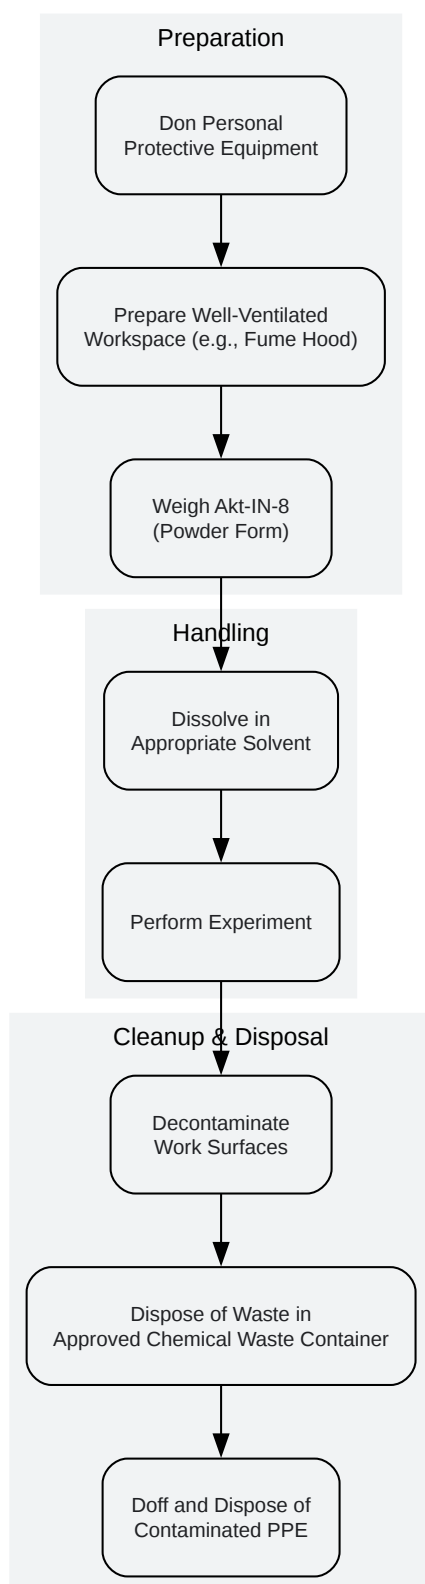 Preparation
Don Personal
Protective Equipment
Prepare Well-Ventilated
Workspace (e.g., Fume Hood)
Weigh Akt-IN-8
(Powder Form)
Handling
Dissolve in
Appropriate Solvent
Perform Experiment
Cleanup & Disposal
Decontaminate
Work Surfaces
Dispose of Waste in
Approved Chemical Waste Container
Doff and Dispose of
Contaminated PPE